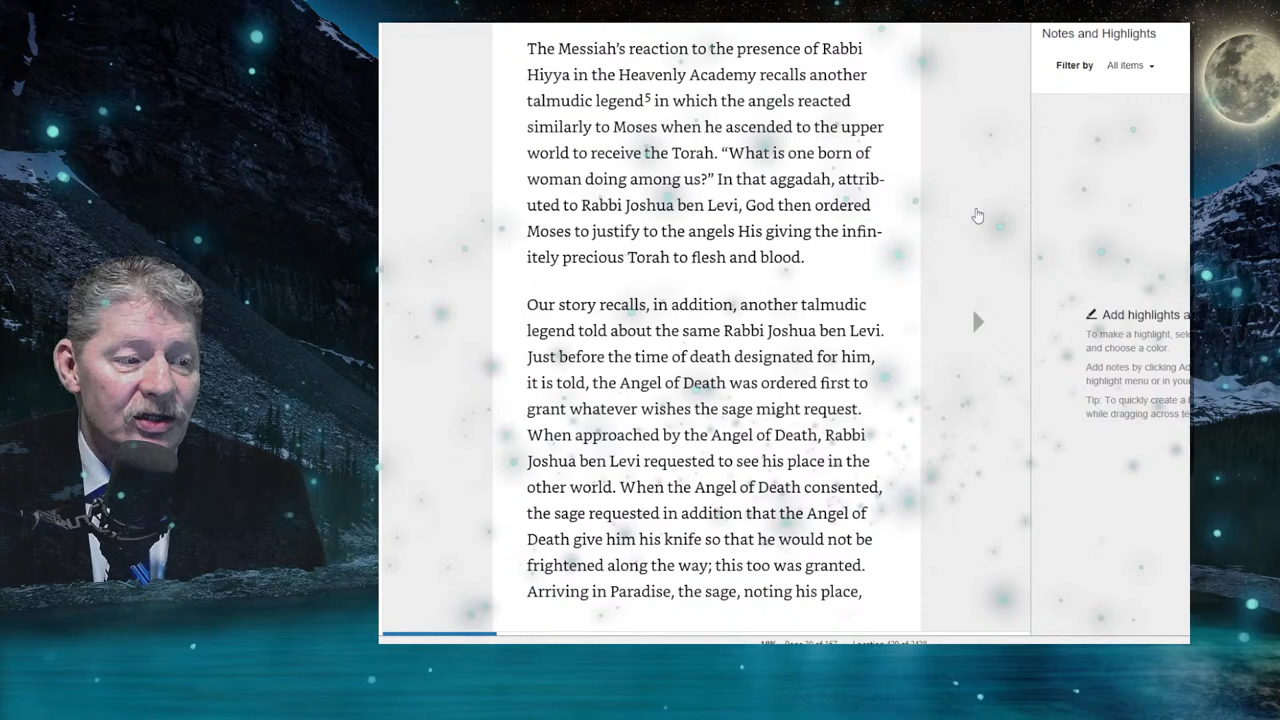 The Messiah’s reaction to the presence of Rabbi
Hiyya in the Heavenly Academy recalls another
talmudic legend5 in which the angels reacted
similarly to Moses when he ascended to the upper
world to receive the Torah. “What is one born of
woman doing among us?” In that aggadah, attrib-
uted to Rabbi Joshua ben Levi, God then ordered
Moses to justify to the angels His giving the infin-
itely precious Torah to flesh and blood.
Our story recalls, in addition, another talmudic
legend told about the same Rabbi Joshua ben Levi.
Just before the time of death designated for him,
it is told, the Angel of Death was ordered first to
grant whatever wishes the sage might request.
When approached by the Angel of Death, Rabbi
Joshua ben Levi requested to see his place in the
other world. When the Angel of Death consented,
the sage requested in addition that the Angel of
Death give him his knife so that he would not be
frightened along the way; this too was granted.
Arriving in Paradise, the sage, noting his place,
Notes and Highlights
Filter by All items
Add highlights a
To make a highlight, sele
and choose a color.
Add notes by clicking Ad
highlight menu or in your
Tip: To quickly create a h
while dragging across te